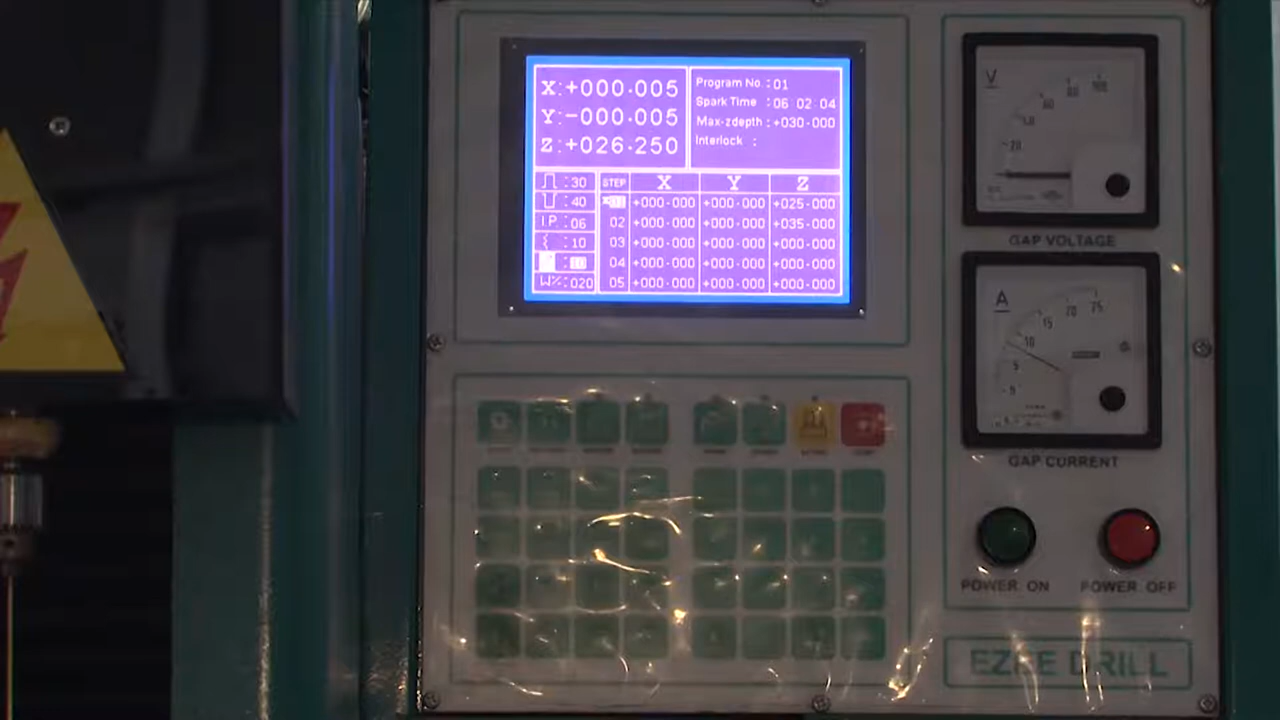 X:+000.005
Y:-000.005
Z:+026.250
Program No :01
Spark Time :06 02 04
Max-zdepth :+030-000
Interlock :
:30
:40
I.P. :06
:10
:10
W% :020
STEP X Y Z
01 +000-000 +000-000 +025-000
02 +000-000 +000-000 +035-000
03 +000-000 +000-000 +000-000
04 +000-000 +000-000 +000-000
05 +000-000 +000-000 +000-000
V
20
60
80
100
GAP VOLTAGE
A
5
10
15
20
25
GAP CURRENT
POWER ON
POWER OFF
EZEE DRILL